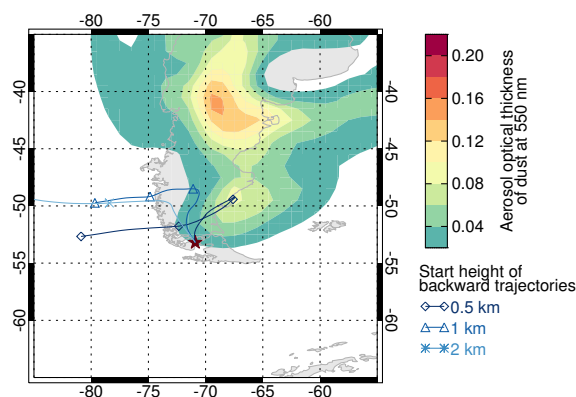 -80 -75 -70 -65 -60
-40 -40
-45 -45
-50 -50
-55 -55
-60 -60
-80 -75 -70 -65 -60
0.20
0.16
0.12
0.08
0.04
Aerosol optical thickness
of dust at 550 nm
Start height of
backward trajectories
0.5 km
1 km
2 km